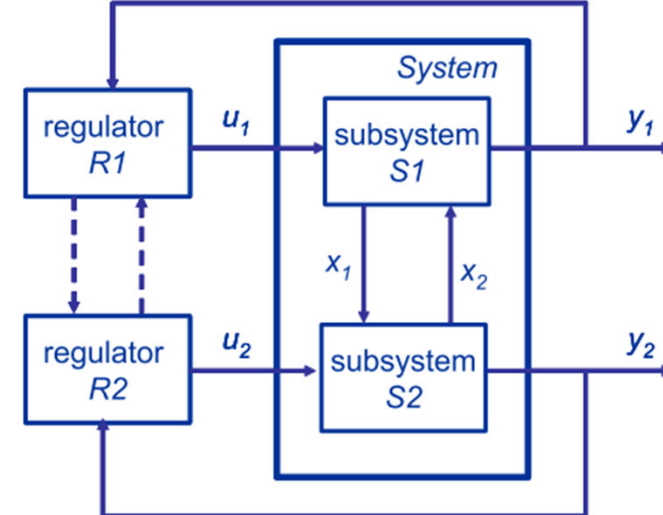 System
regulator
R1
u1
subsystem
S1
y1
x1
x2
regulator
R2
u2
subsystem
S2
y2